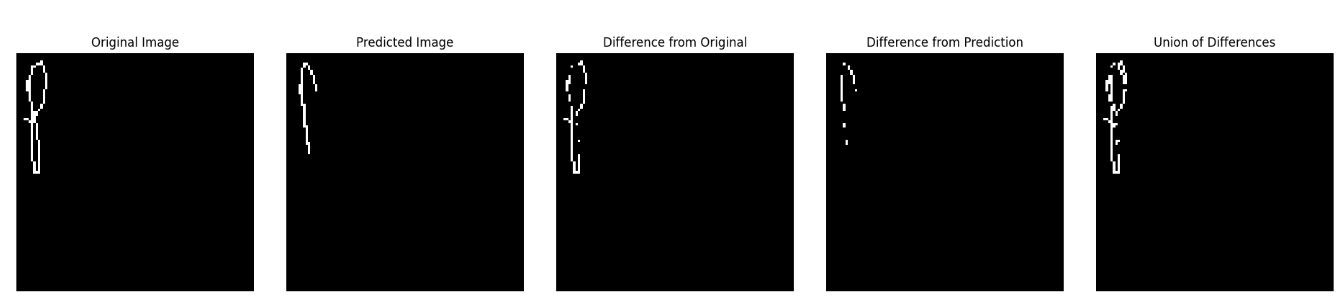 Original Image
Predicted Image
Difference from Original
Difference from Prediction
Union of Differences